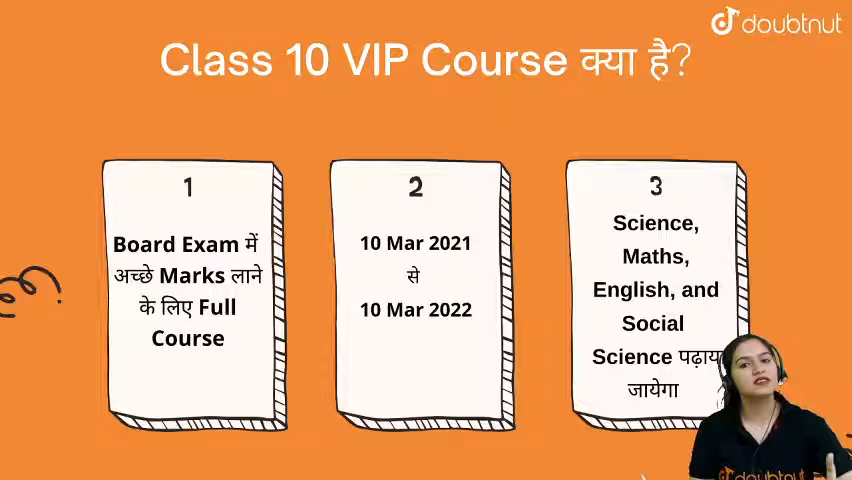 doubtnut
Class 10 VIP Course क्या है?
1
Board Exam में
अच्छे Marks लाने
के लिए Full
Course
2
10 Mar 2021
से
10 Mar 2022
3
Science,
Maths,
English, and
Social
Science पढ़ाया
जायेगा
doubtnut